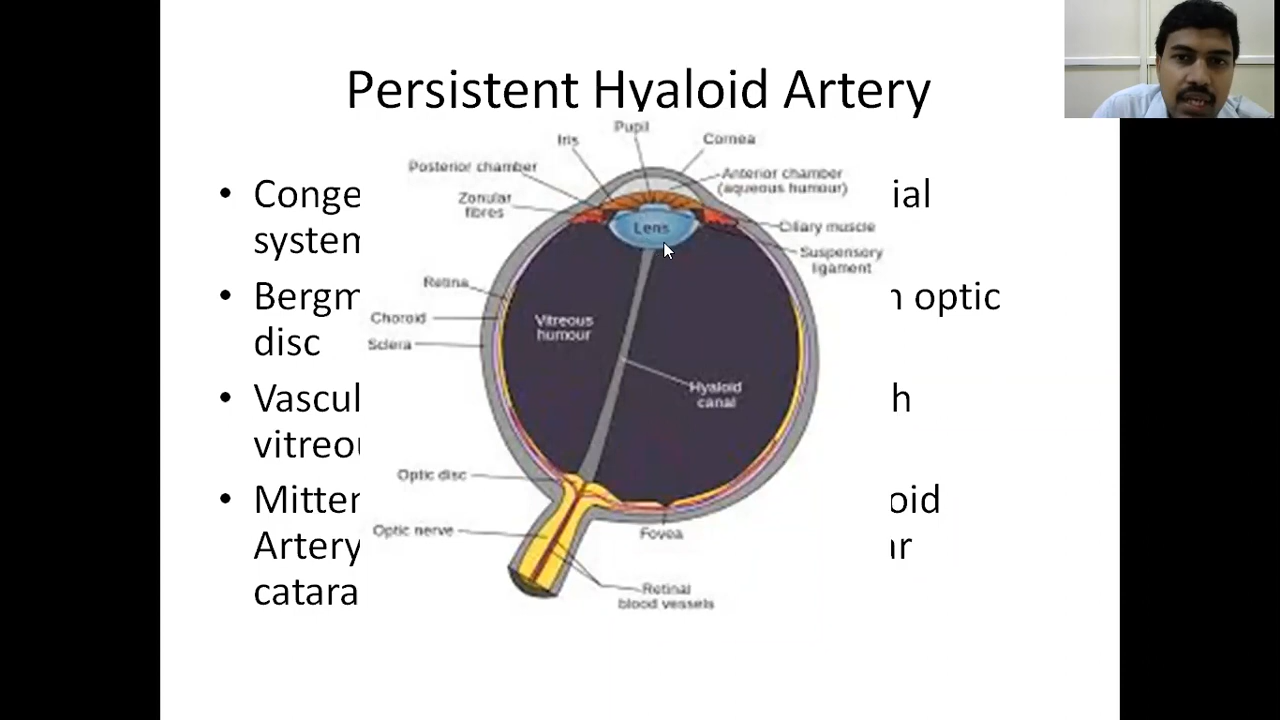 Persistent Hyaloid Artery
Pupil
Iris
Cornea
Posterior chamber
Anterior chamber
(aqueous humour)
Zonular
fibres
Lens
Ciliary muscle
Suspensory
ligament
Retina
Choroid
Sclera
Vitreous
humour
Hyaloid
canal
Optic disc
Optic nerve
Fovea
Retinal
blood vessels
• Conge ial
system
• Bergm n optic
disc
• Vascul h
vitreou
• Mitten oid
Artery ar
catara